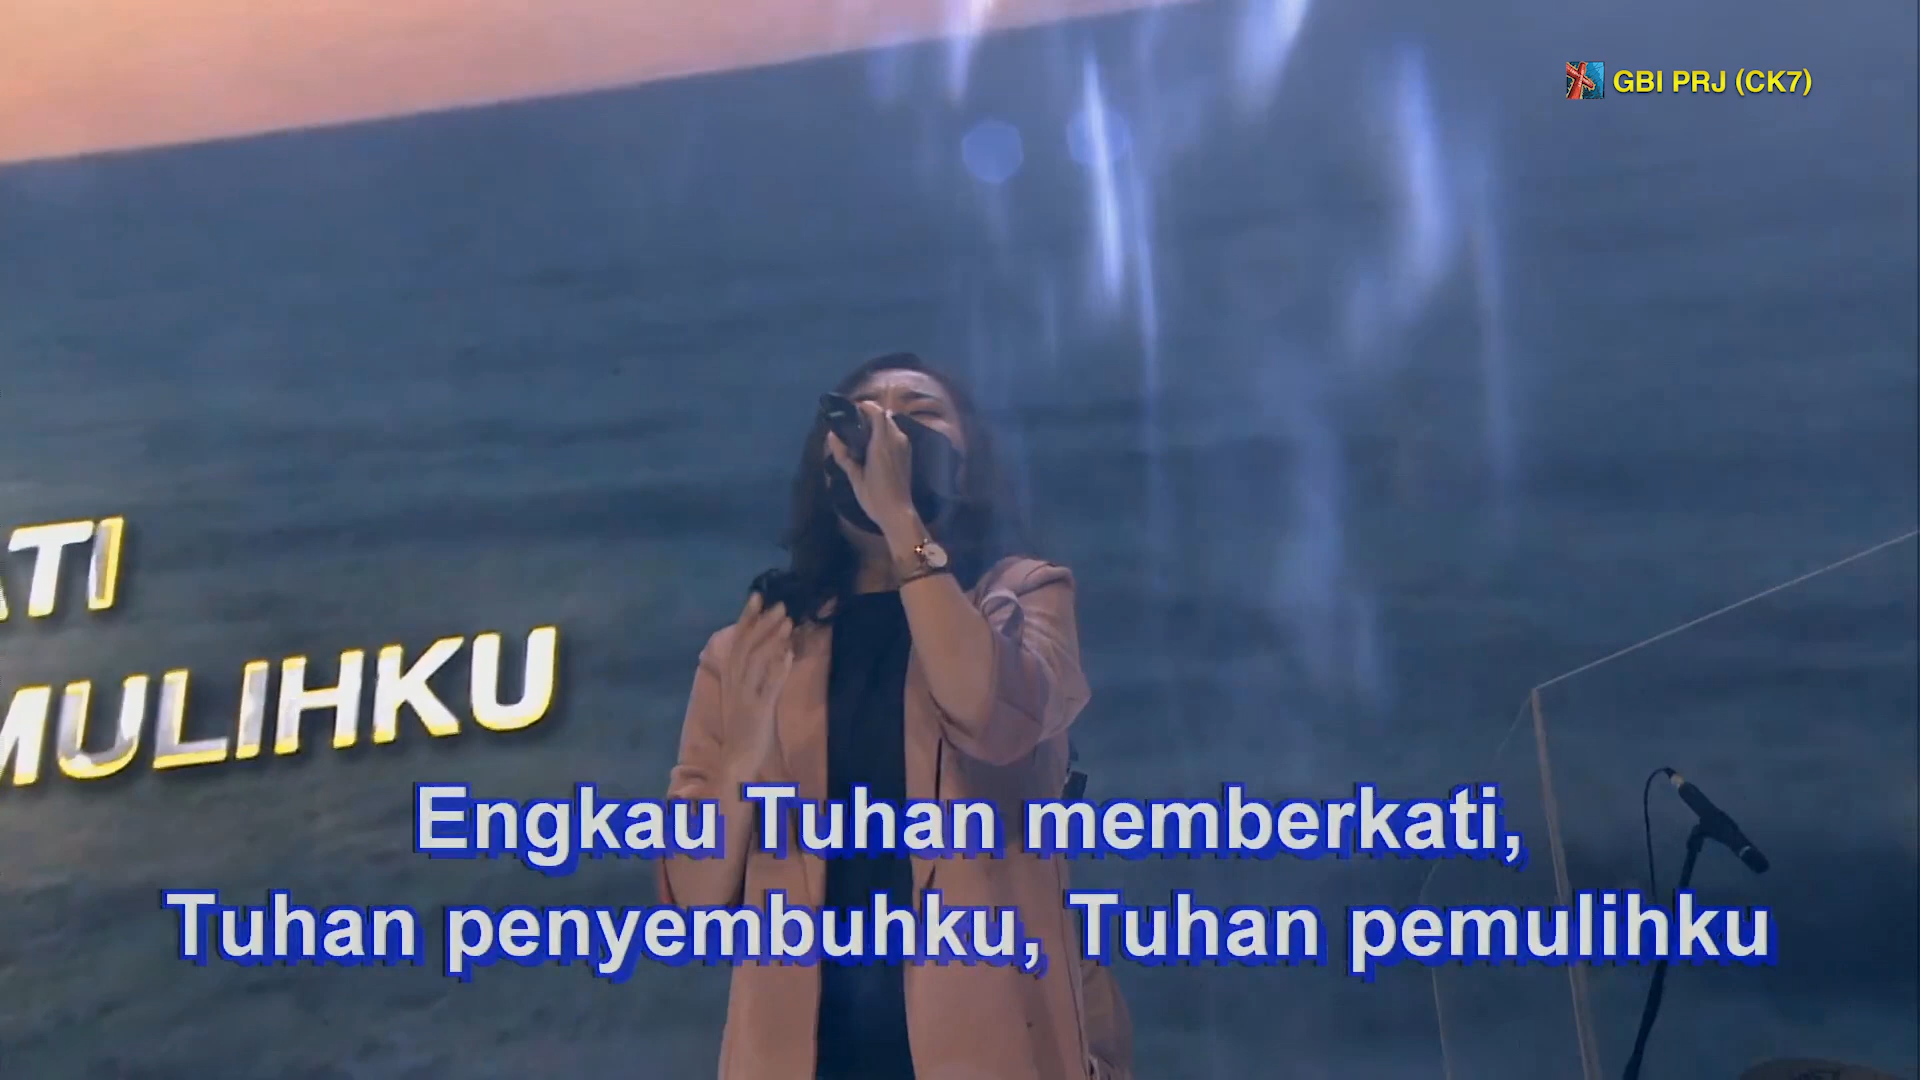 GBI PRJ (CK7)
ATI
MULIHKU
Engkau Tuhan memberkati,
Tuhan penyembuhku, Tuhan pemulihku